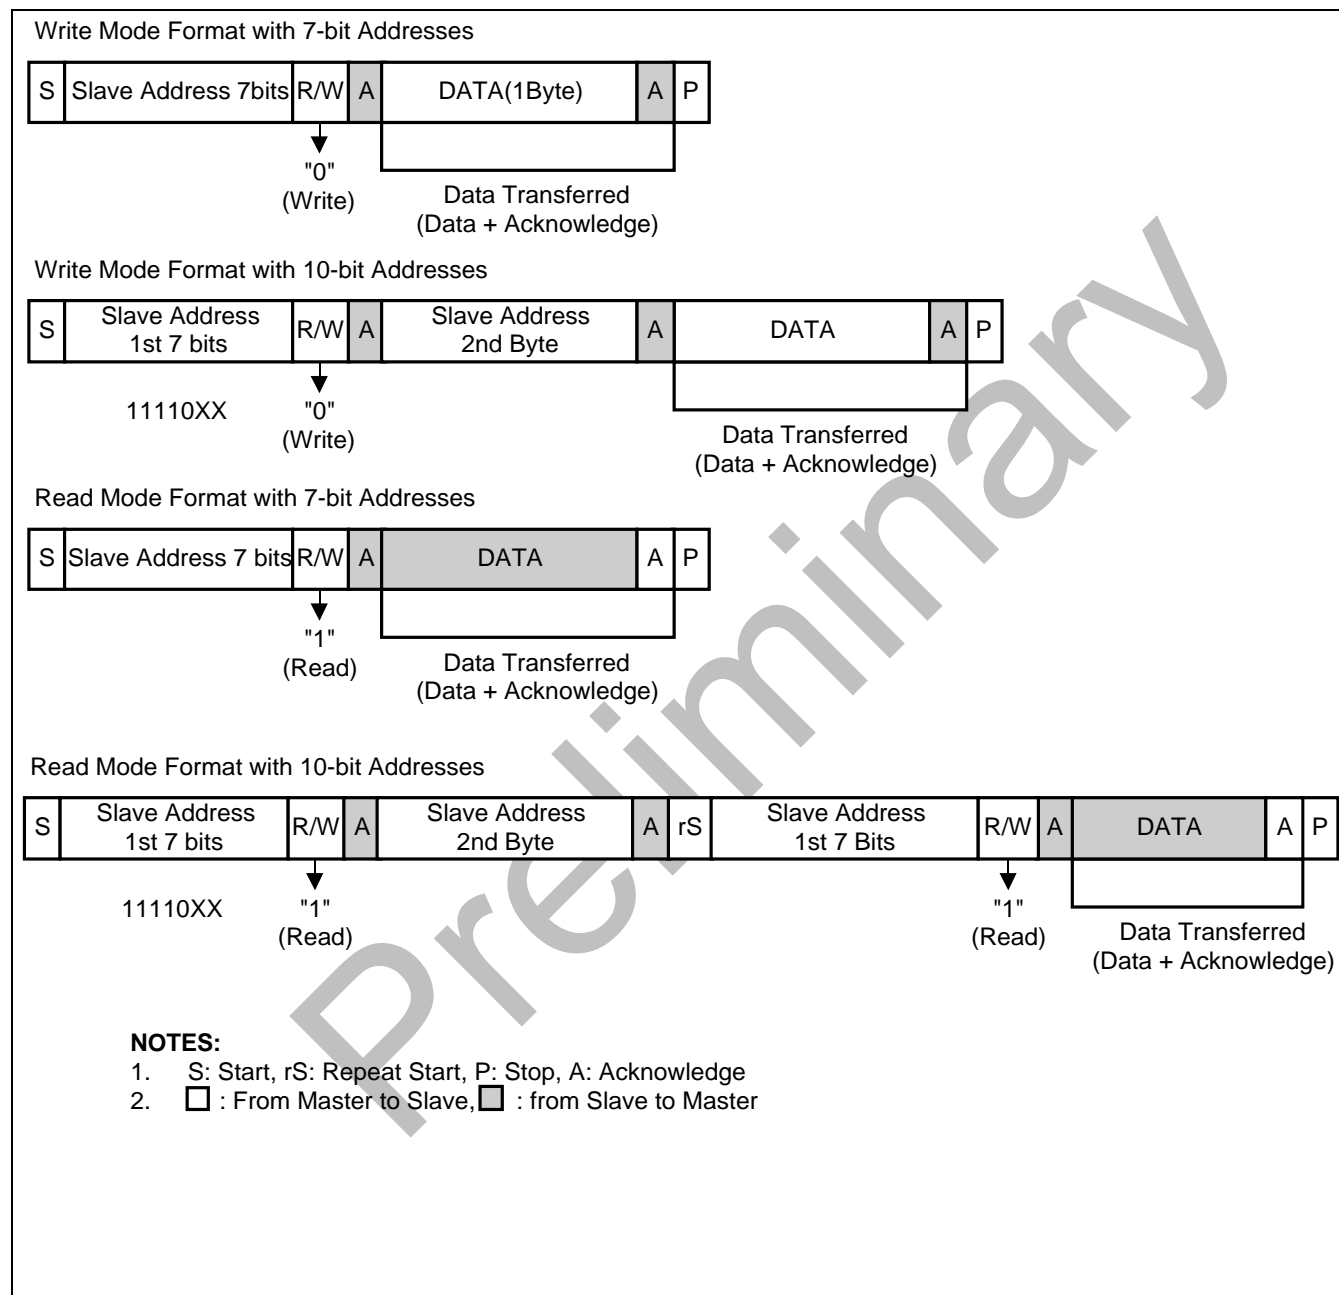 Write Mode Format with 7-bit Addresses
S Slave Address 7bits R/W A DATA(1Byte) A P
"0"
(Write)
Data Transferred
(Data + Acknowledge)
Write Mode Format with 10-bit Addresses
S Slave Address 1st 7 bits R/W A Slave Address 2nd Byte A DATA A P
11110XX "0"
(Write)
Data Transferred
(Data + Acknowledge)
Read Mode Format with 7-bit Addresses
S Slave Address 7 bits R/W A DATA A P
"1"
(Read)
Data Transferred
(Data + Acknowledge)
Read Mode Format with 10-bit Addresses
S Slave Address 1st 7 bits R/W A Slave Address 2nd Byte A rS Slave Address 1st 7 Bits R/W A DATA A P
11110XX "1" "1"
(Read) (Read)
Data Transferred
(Data + Acknowledge)
NOTES:
1. S: Start, rS: Repeat Start, P: Stop, A: Acknowledge
2. : From Master to Slave, : from Slave to Master
Preliminary